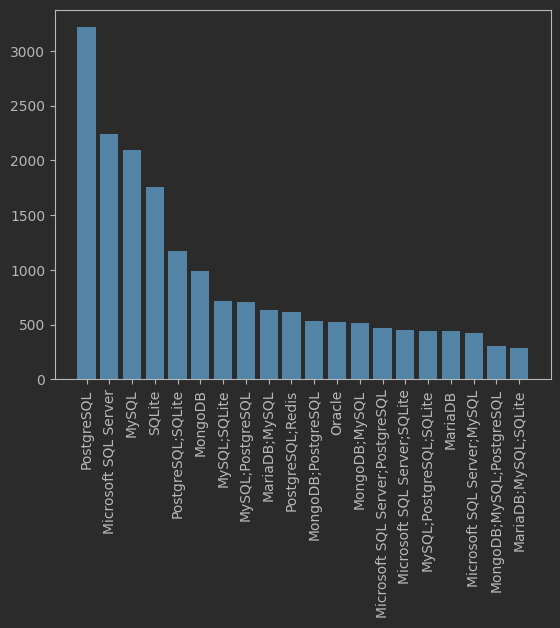 3000
2500
2000
1500
1000
500
0
PostgreSQL
Microsoft SQL Server
MySQL
SQLite
PostgreSQL;SQLite
MongoDB
MySQL;SQLite
MySQL;PostgreSQL
MariaDB;MySQL
PostgreSQL;Redis
MongoDB;PostgreSQL
Oracle
MongoDB;MySQL
Microsoft SQL Server;PostgreSQL
Microsoft SQL Server;SQLite
MySQL;PostgreSQL;SQLite
MariaDB
Microsoft SQL Server;MySQL
MongoDB;MySQL;PostgreSQL
MariaDB;MySQL;SQLite